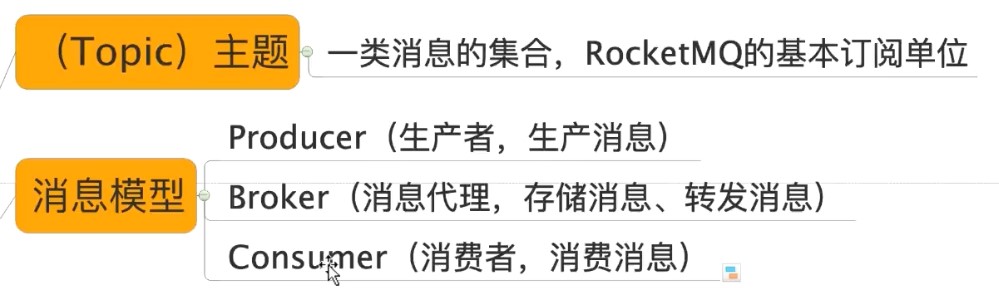 （Topic）主题
一类消息的集合，RocketMQ的基本订阅单位
消息模型
Producer（生产者，生产消息）
Broker（消息代理，存储消息、转发消息）
Consumer（消费者，消费消息）